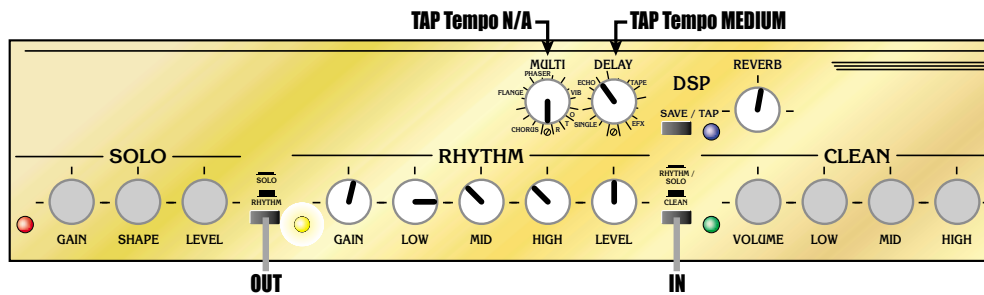 TAP Tempo N/A
TAP Tempo MEDIUM
MULTI
PHASER
FLANGE
VIB
CHORUS
R
T
O
DELAY
ECHO
TAPE
SINGLE
EFX
DSP
SAVE / TAP
REVERB
SOLO
GAIN
SHAPE
LEVEL
SOLO
RHYTHM
RHYTHM
GAIN
LOW
MID
HIGH
LEVEL
RHYTHM /
SOLO
CLEAN
CLEAN
VOLUME
LOW
MID
HIGH
OUT
IN